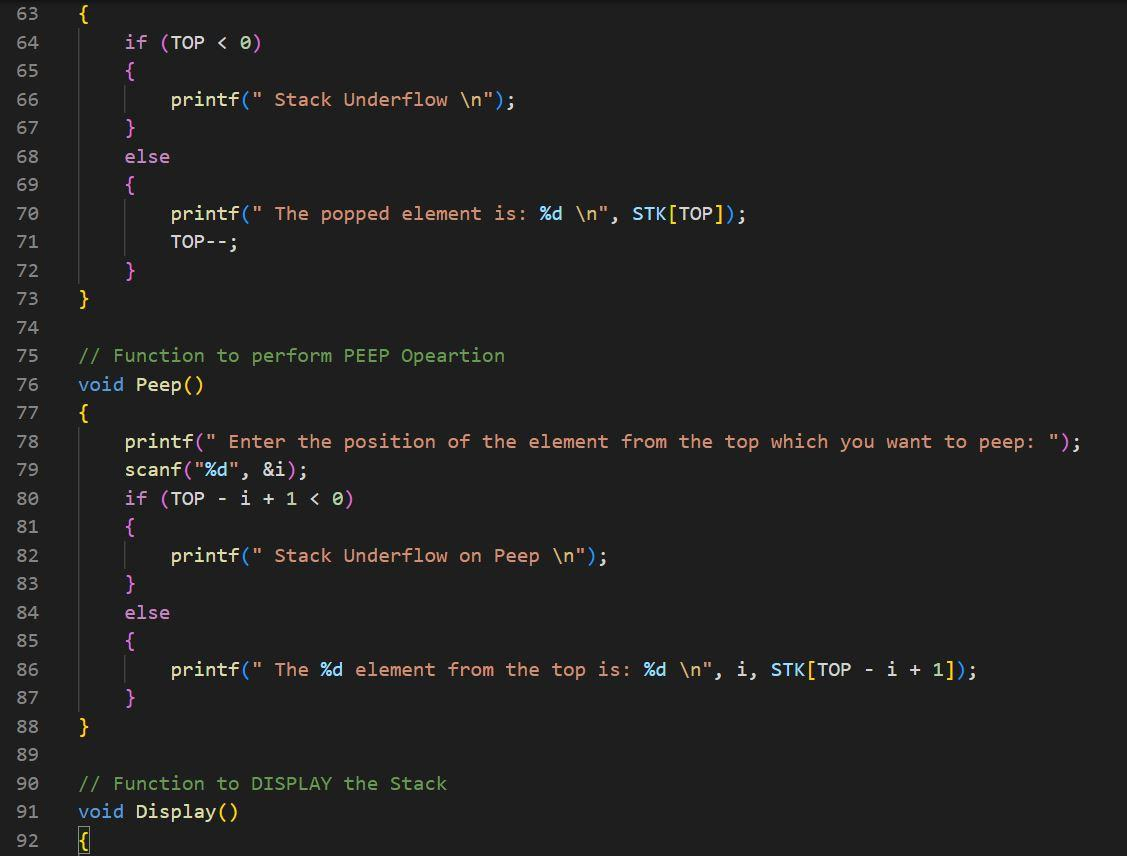 63 {
64     if (TOP < 0)
65     {
66         printf(" Stack Underflow \n");
67     }
68     else
69     {
70         printf(" The popped element is: %d \n", STK[TOP]);
71         TOP--;
72     }
73 }
74
75 // Function to perform PEEP Opeartion
76 void Peep()
77 {
78     printf(" Enter the position of the element from the top which you want to peep: ");
79     scanf("%d", &i);
80     if (TOP - i + 1 < 0)
81     {
82         printf(" Stack Underflow on Peep \n");
83     }
84     else
85     {
86         printf(" The %d element from the top is: %d \n", i, STK[TOP - i + 1]);
87     }
88 }
89
90 // Function to DISPLAY the Stack
91 void Display()
92 {